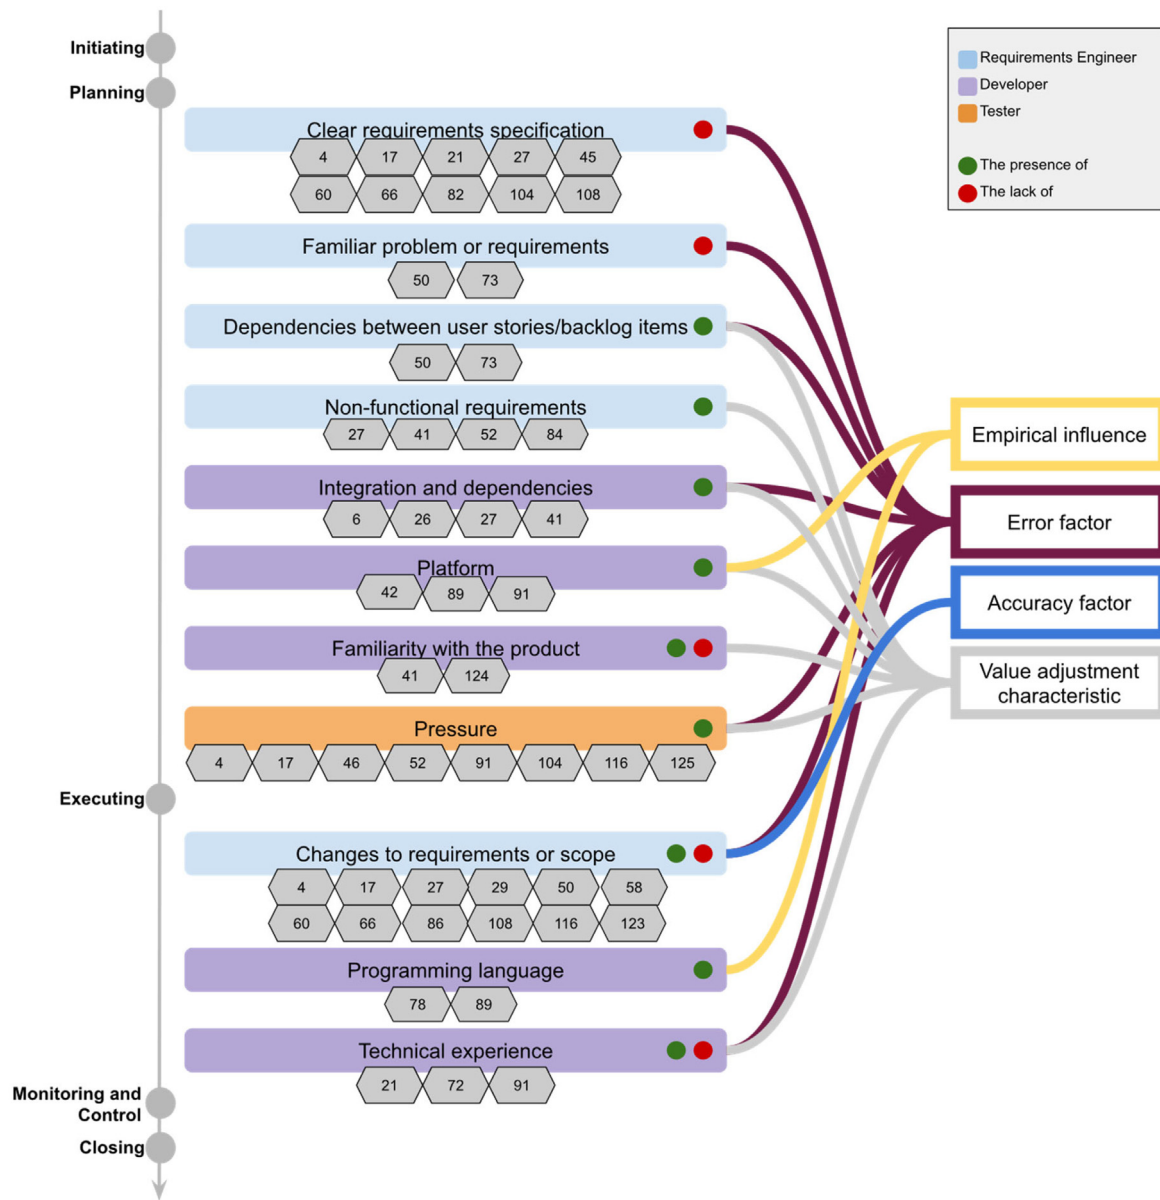 Initiating
Planning
Clear requirements specification
4 17 21 27 45
60 66 82 104 108
Familiar problem or requirements
50 73
Dependencies between user stories/backlog items
50 73
Non-functional requirements
27 41 52 84
Integration and dependencies
6 26 27 41
Platform
42 89 91
Familiarity with the product
41 124
Pressure
4 17 46 52 91 104 116 125
Executing
Changes to requirements or scope
4 17 27 29 50 58
60 66 86 108 116 123
Programming language
78 89
Technical experience
21 72 91
Monitoring and
Control
Closing
Requirements Engineer
Developer
Tester
The presence of
The lack of
Empirical influence
Error factor
Accuracy factor
Value adjustment
characteristic